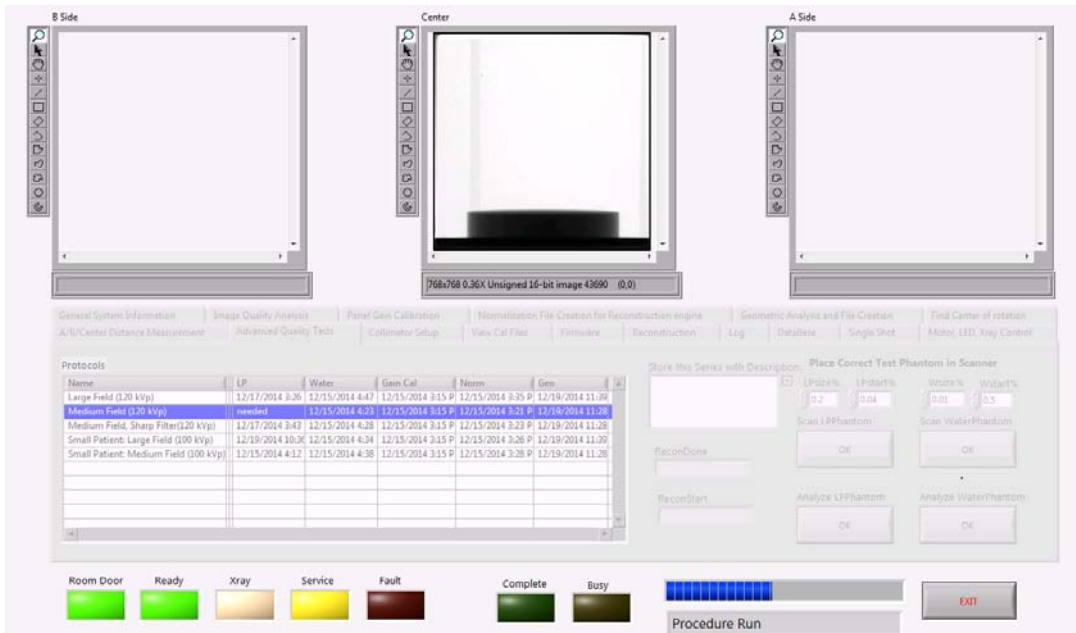 B Side
Center
A Side
768x768 0.36X Unsigned 16-bit image 43690 (0,0)
General System Information
Image Quality Analysis
Panel Gain Calibration
Normalization File Creation for Reconstruction engine
Geometric Analysis and File Creation
Find Center of rotation
A/B/Center Distance Measurement
Advanced Quality Tests
Collimator Setup
View Cal Files
Firmware
Reconstruction
Log
Single Shot
Motor, LED, Xray Control
Protocols
Name LP Water Gain Cal Norm Geo
Large Field (120 kVp) 12/17/2014 3:26 12/15/2014 4:47 12/15/2014 3:15 P 12/15/2014 3:35 P 12/19/2014 11:39
Medium Field (120 kVp) needed 12/15/2014 4:23 12/15/2014 3:15 P 12/15/2014 3:21 P 12/19/2014 11:28
Medium Field, Sharp Filter(120 kVp) 12/17/2014 3:43 12/15/2014 4:28 12/15/2014 3:15 P 12/15/2014 3:23 P 12/19/2014 11:28
Small Patient: Large Field (100 kVp) 12/19/2014 10:36 12/15/2014 4:34 12/15/2014 3:15 P 12/15/2014 3:26 P 12/19/2014 11:39
Small Patient: Medium Field (100 kVp) 12/15/2014 4:12 12/15/2014 4:38 12/15/2014 3:15 P 12/15/2014 3:28 P 12/19/2014 11:28
Store this Series with Description
Place Correct Test Phantom In Scanner
LPsize% LPstart% Wsize% Wstart%
0.2 0.04 0.01 0.5
Scan LPPhantom
Scan WaterPhantom
OK
OK
ReconDone
ReconStart
Analyze LPPhantom
Analyze WaterPhantom
OK
OK
Room Door
Ready
Xray
Service
Fault
Complete
Busy
Procedure Run
EXIT